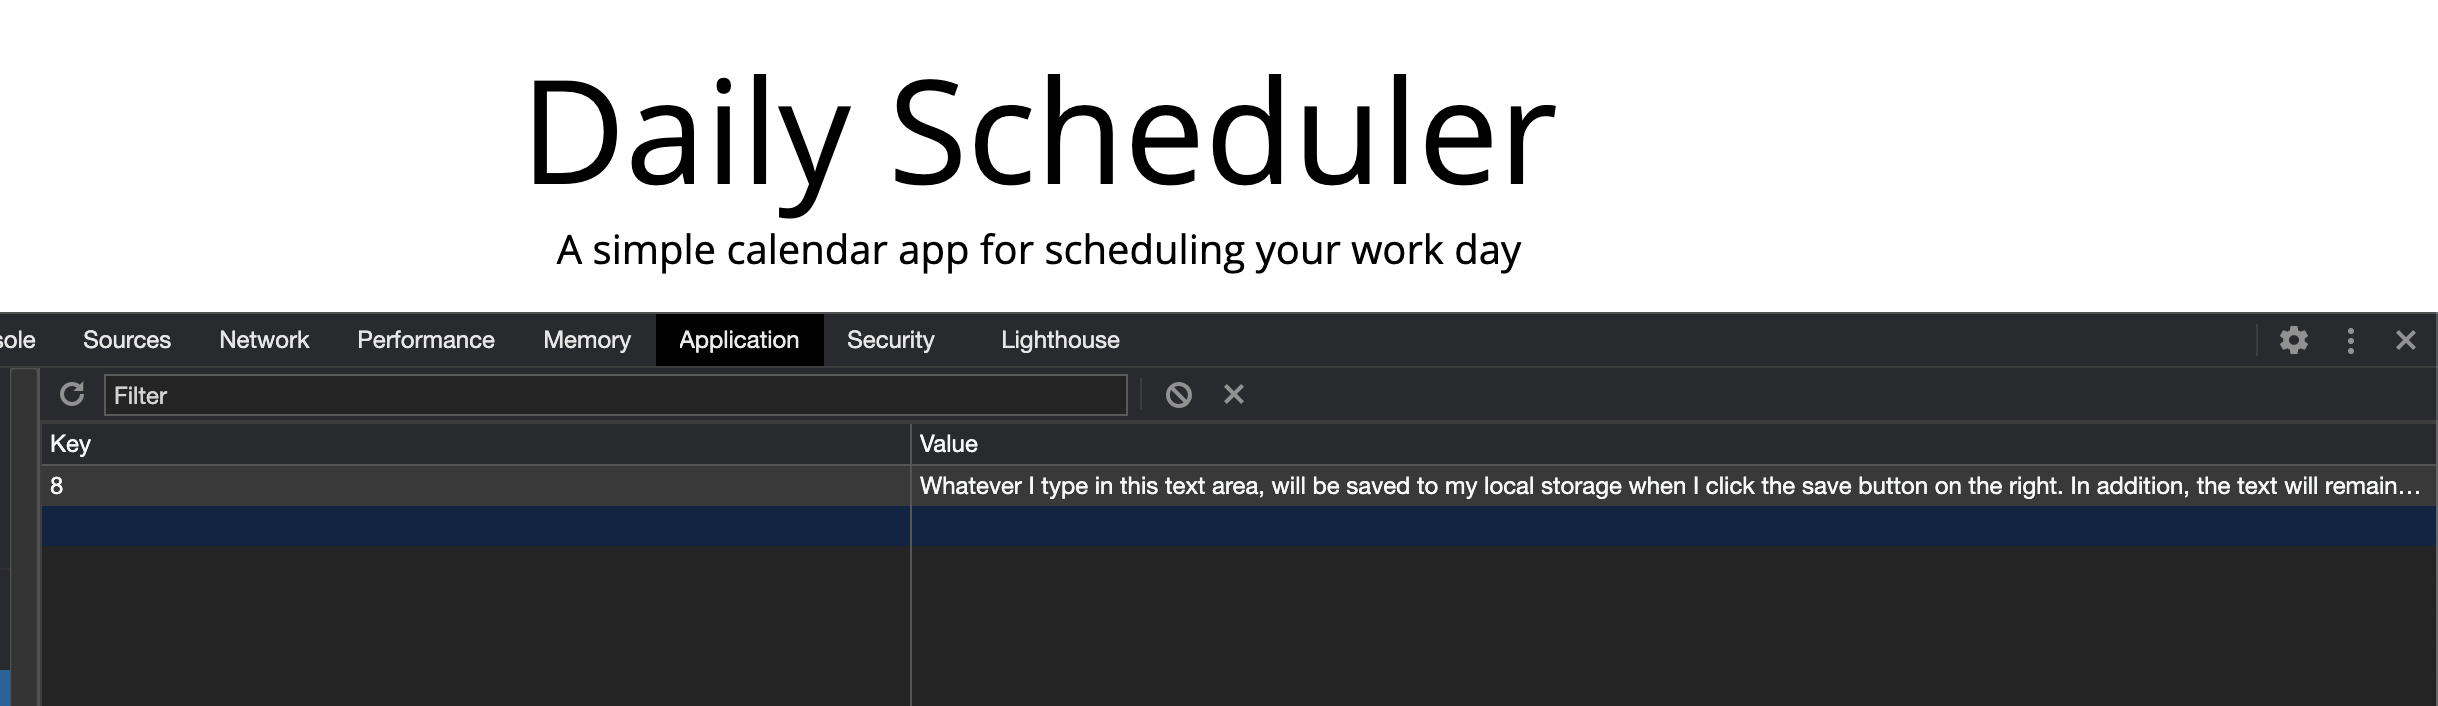 Daily Scheduler
A simple calendar app for scheduling your work day
sole Sources Network Performance Memory Application Security Lighthouse
Filter
Key Value
8 Whatever I type in this text area, will be saved to my local storage when I click the save button on the right. In addition, the text will remain…